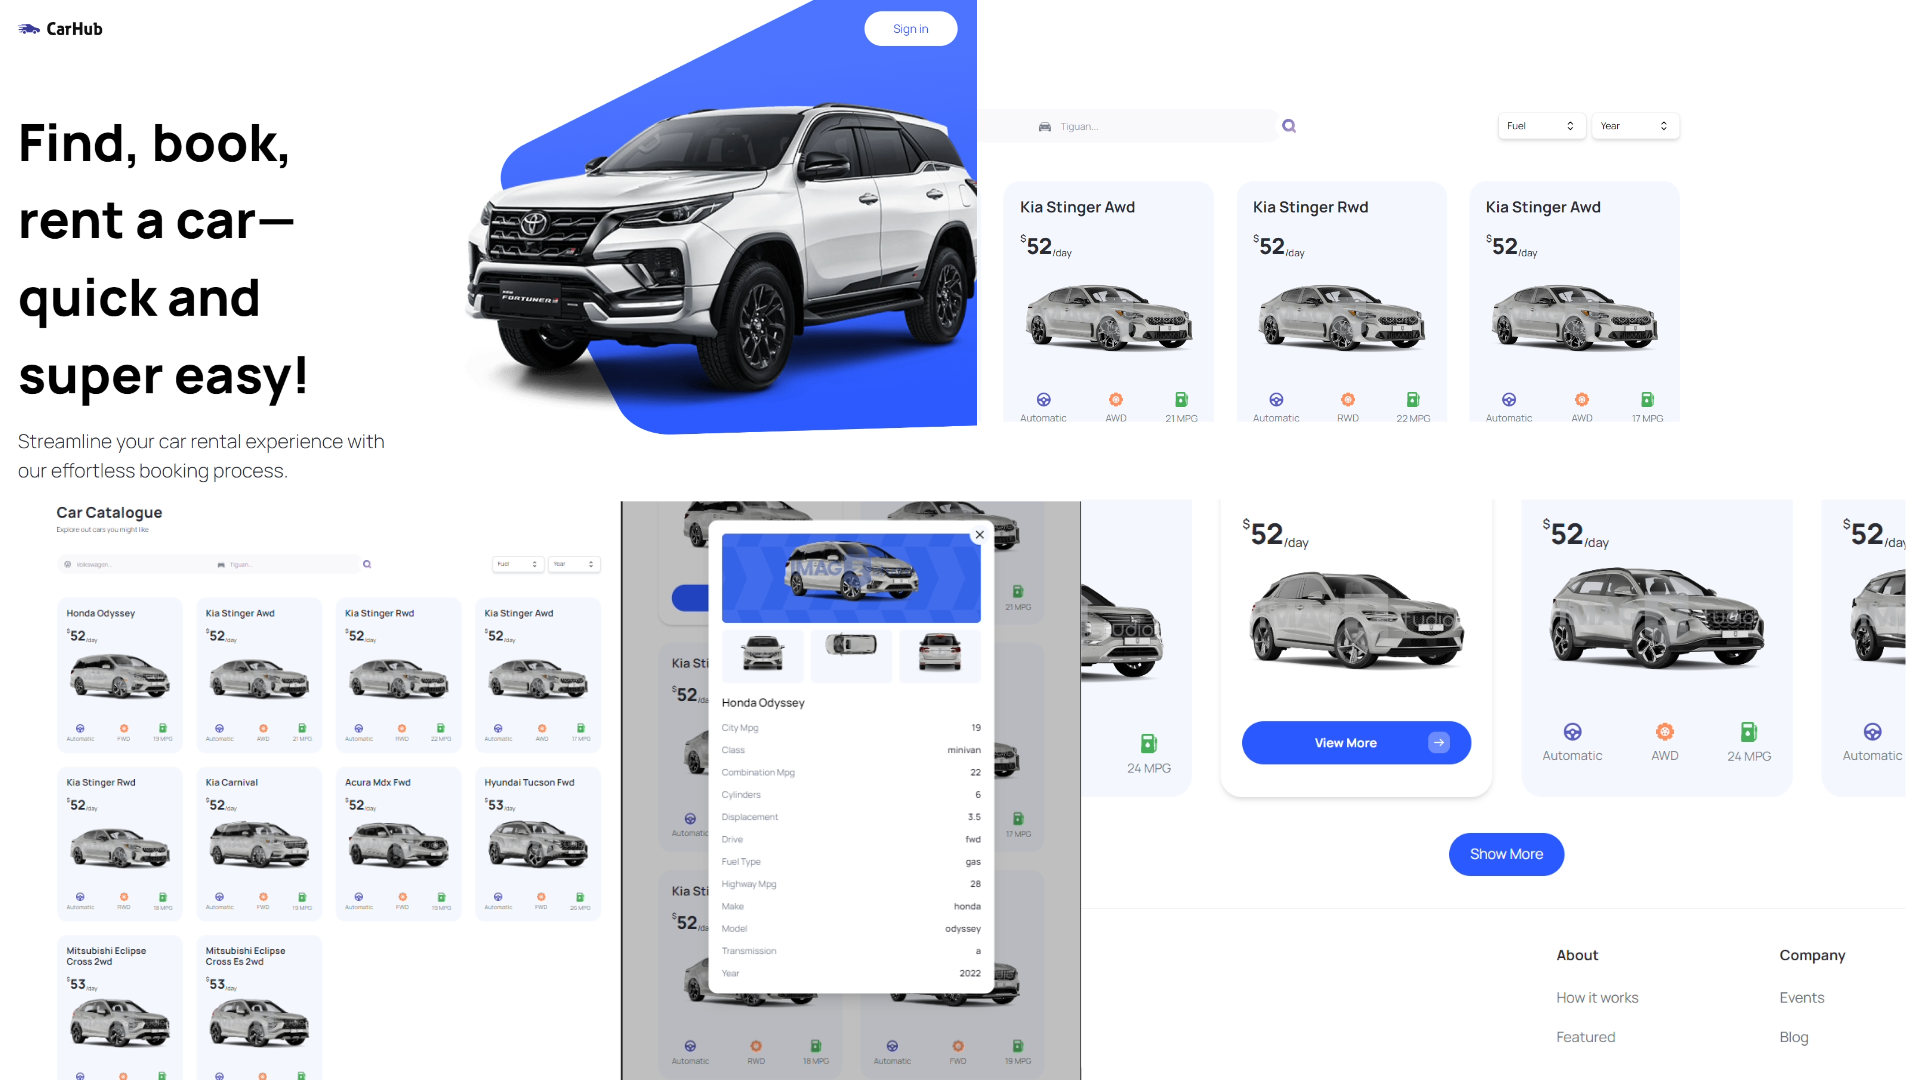 CarHub
Sign in
Find, book,
rent a car—
quick and
super easy!
Streamline your car rental experience with
our effortless booking process.
NEW FORTUNER
Tiguan...
Fuel
Year
Kia Stinger Awd
$52/day
Automatic AWD 21 MPG
Kia Stinger Rwd
$52/day
Automatic RWD 22 MPG
Kia Stinger Awd
$52/day
Automatic AWD 17 MPG
Car Catalogue
Explore out cars you might like
Volkswagen...
Tiguan...
Fuel
Year
Honda Odyssey
$52/day
Automatic FWD 19 MPG
Kia Stinger Awd
$52/day
Automatic AWD 21 MPG
Kia Stinger Rwd
$52/day
Automatic RWD 22 MPG
Kia Stinger Awd
$52/day
Automatic AWD 17 MPG
Kia Stinger Rwd
$52/day
Automatic RWD 18 MPG
Kia Carnival
$52/day
Automatic FWD 19 MPG
Acura Mdx Fwd
$52/day
Automatic FWD 19 MPG
Hyundai Tucson Fwd
$53/day
Automatic FWD 26 MPG
Mitsubishi Eclipse
Cross 2wd
$53/day
Mitsubishi Eclipse
Cross Es 2wd
$53/day
21 MPG
Kia Sti
$52/da
Automatic
17 MPG
Kia Sti
$52/da
Automatic RWD 18 MPG
Automatic FWD 19 MPG
IMAG
Honda Odyssey
City Mpg 19
Class minivan
Combination Mpg 22
Cylinders 6
Displacement 3.5
Drive fwd
Fuel Type gas
Highway Mpg 28
Make honda
Model odyssey
Transmission a
Year 2022
24 MPG
$52/day
View More
$52/day
Automatic AWD 24 MPG
$52/day
Automatic
Show More
About
How it works
Featured
Company
Events
Blog